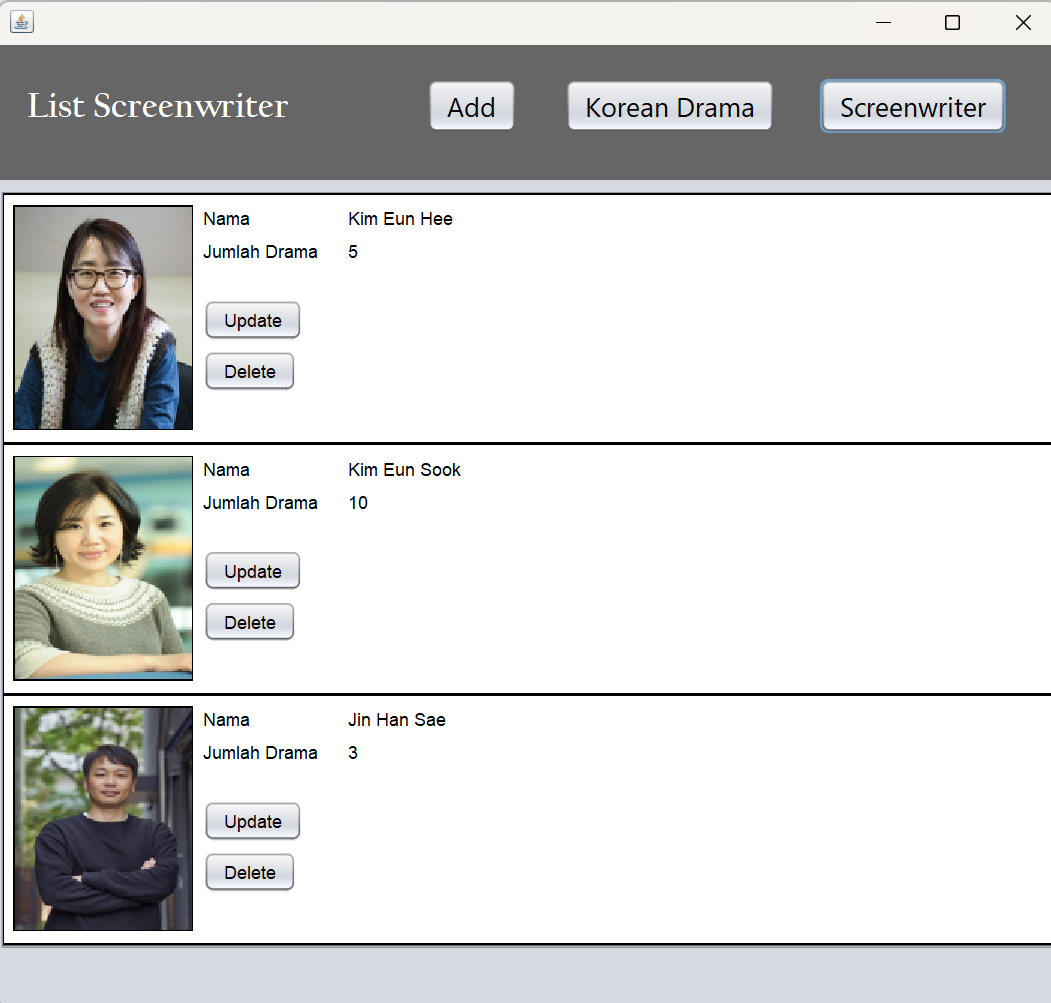 List Screenwriter
Add
Korean Drama
Screenwriter
Nama Kim Eun Hee
Jumlah Drama 5
Update
Delete
Nama Kim Eun Sook
Jumlah Drama 10
Update
Delete
Nama Jin Han Sae
Jumlah Drama 3
Update
Delete